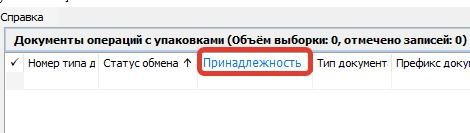 Справка
Документы операций с упаковками (Объём выборки: 0, отмечено записей: 0)
✓ Номер типа д Статус обмена ↑ Принадлежность Тип документ Префикс доку